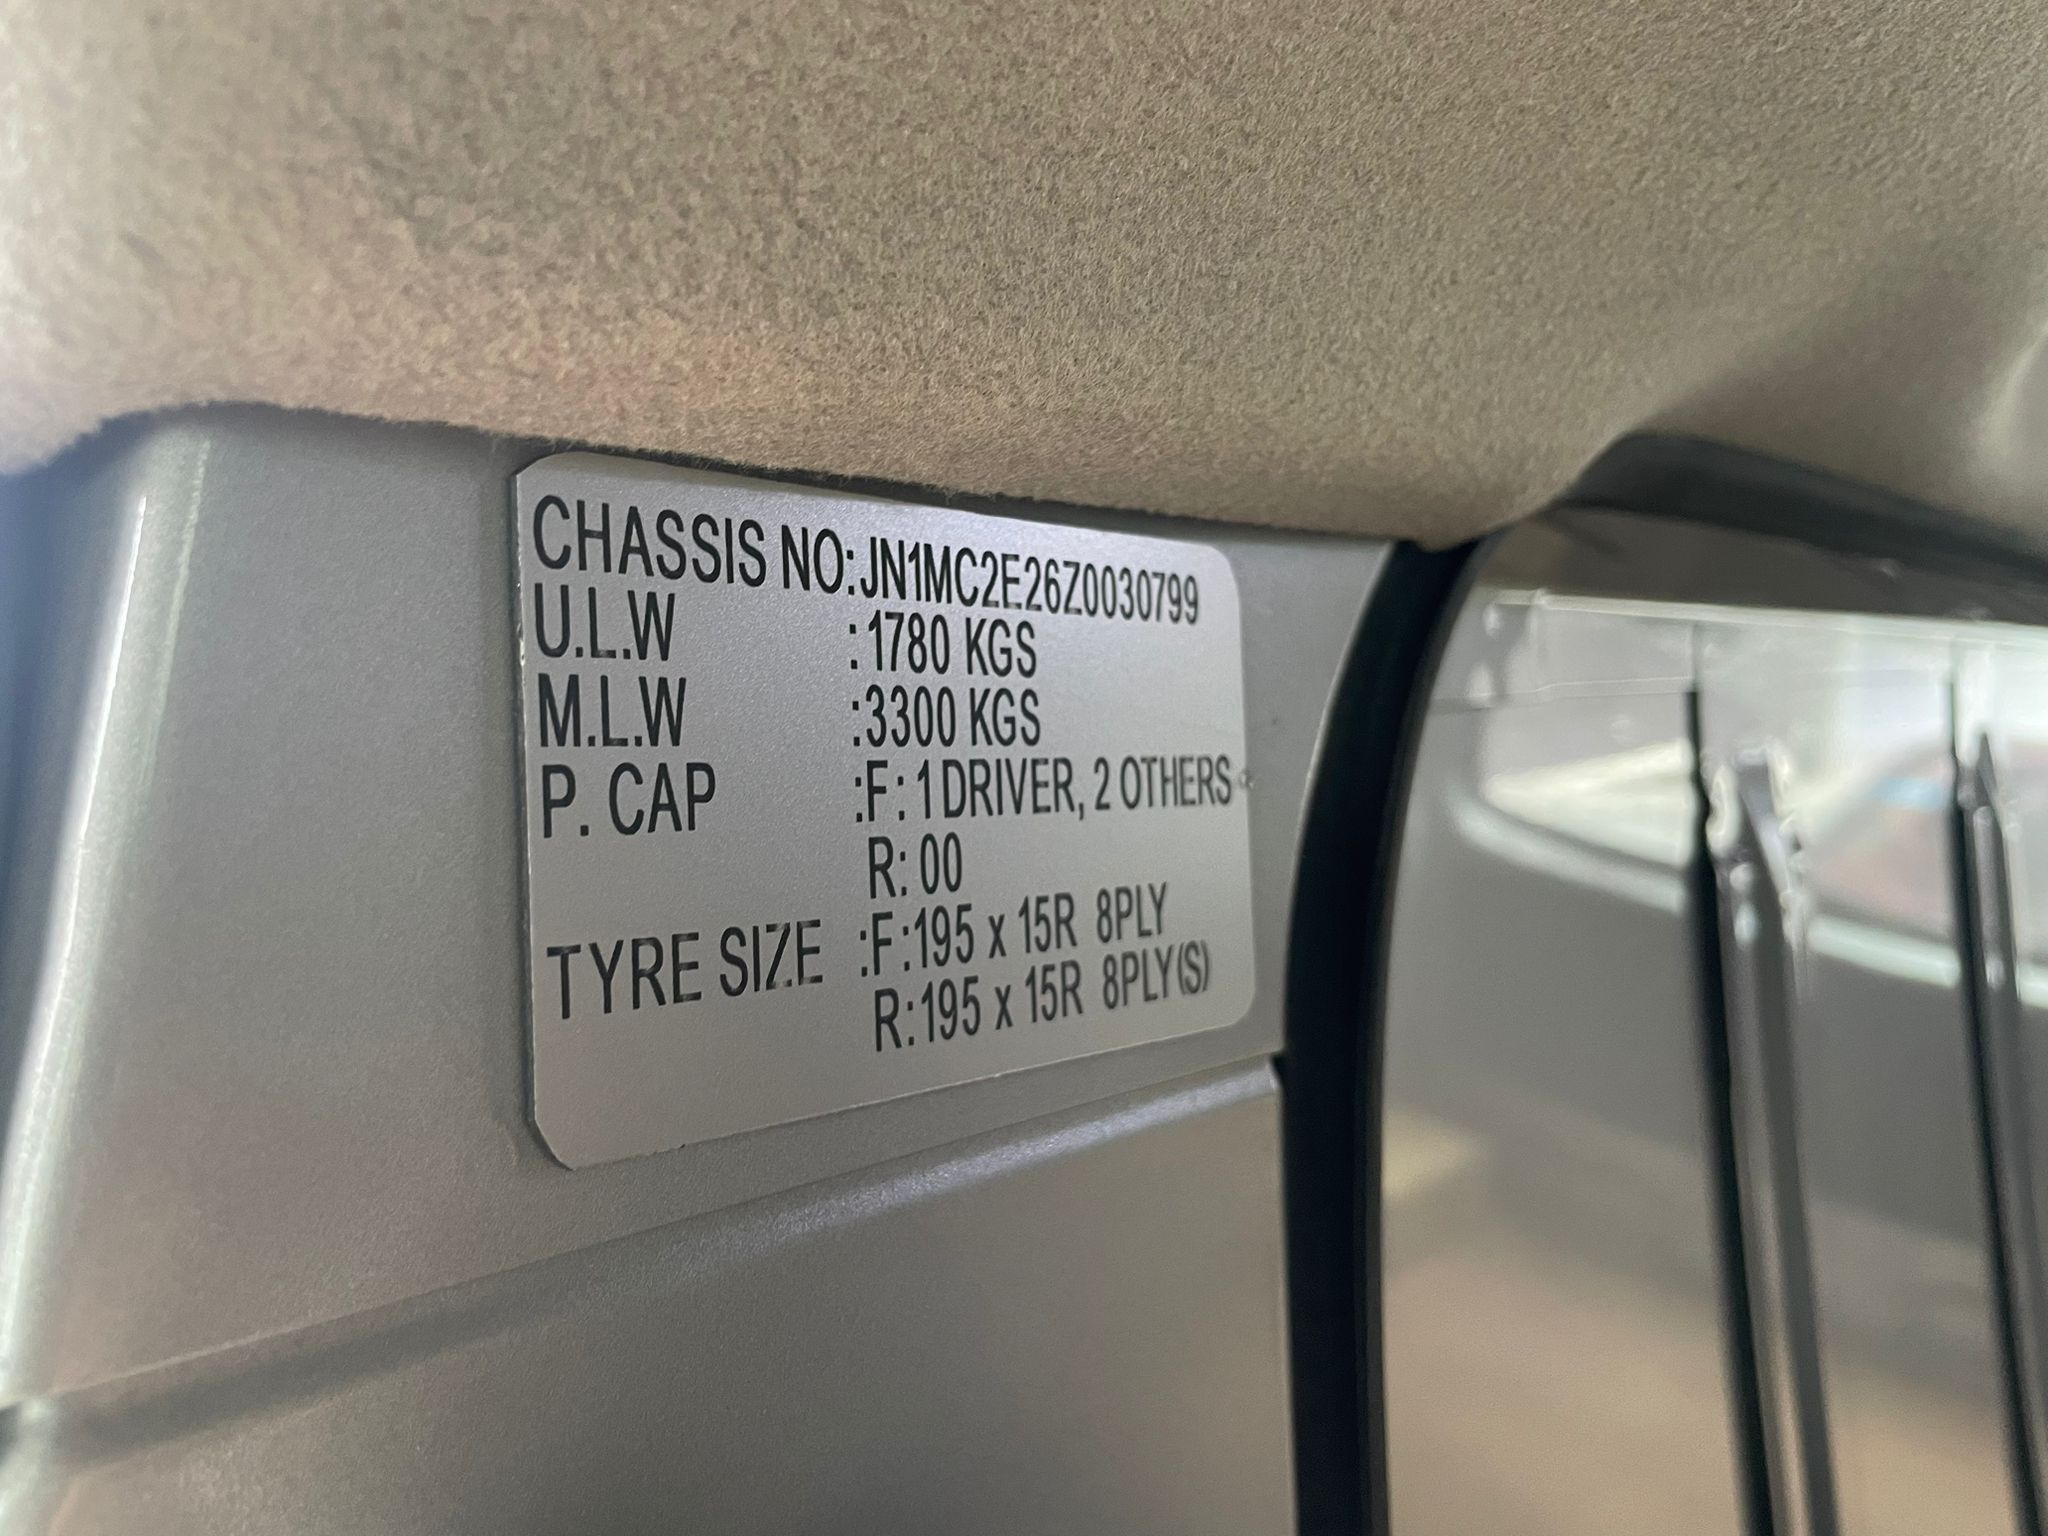 CHASSIS NO:JN1MC2E26Z0030799
U.L.W :1780 KGS
M.L.W :3300 KGS
P. CAP :F: 1 DRIVER, 2 OTHERS
R: 00
TYRE SIZE :F:195 x 15R 8PLY
R:195 x 15R 8PLY(S)